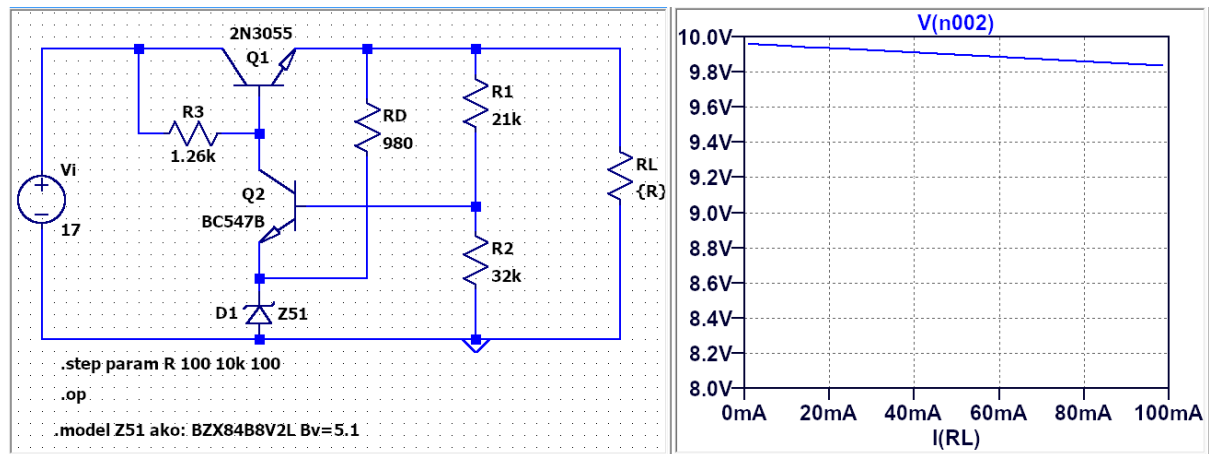 2N3055
Q1
R3
1.26k
RD
980
R1
21k
RL
{R}
Vi
17
Q2
BC547B
R2
32k
D1
Z51
.step param R 100 10k 100
.op
.model Z51 ako: BZX84B8V2L Bv=5.1
V(n002)
10.0V
9.8V
9.6V
9.4V
9.2V
9.0V
8.8V
8.6V
8.4V
8.2V
8.0V
0mA 20mA 40mA 60mA 80mA 100mA
I(RL)